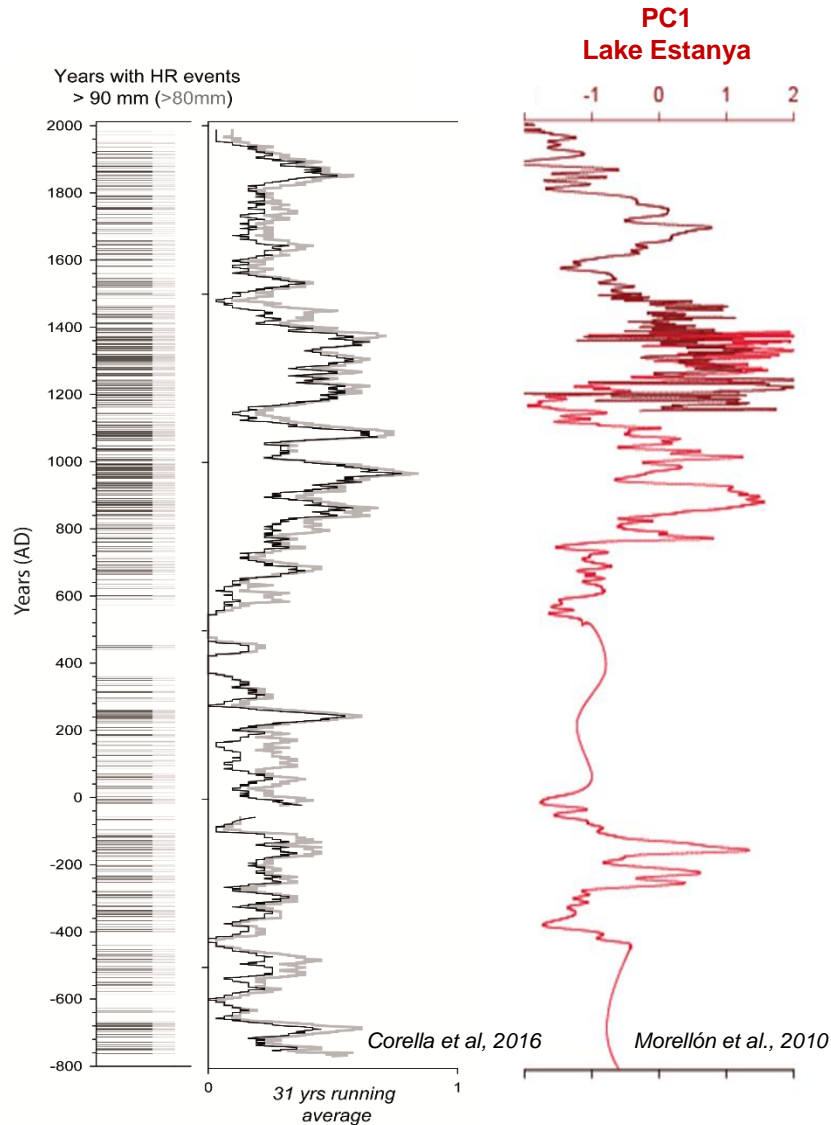 PC1
Lake Estanya
Years with HR events
> 90 mm (>80mm)
-1 0 1 2
2000
1800
1600
1400
1200
1000
800
600
400
200
0
-200
-400
-600
-800
Years (AD)
Corella et al, 2016
Morellón et al., 2010
0 1
31 yrs running
average